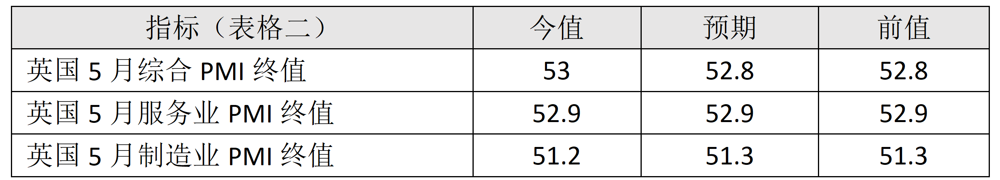 指标（表格二） 今值 预期 前值
英国 5 月综合 PMI 终值 53 52.8 52.8
英国 5 月服务业 PMI 终值 52.9 52.9 52.9
英国 5 月制造业 PMI 终值 51.2 51.3 51.3